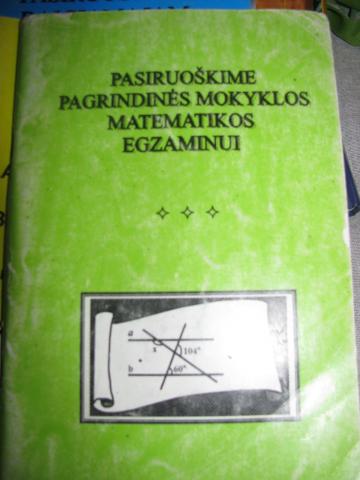 PASIRUOŠKIME
PAGRINDINĖS MOKYKLOS
MATEMATIKOS
EGZAMINUI
a
x
104°
b
60°